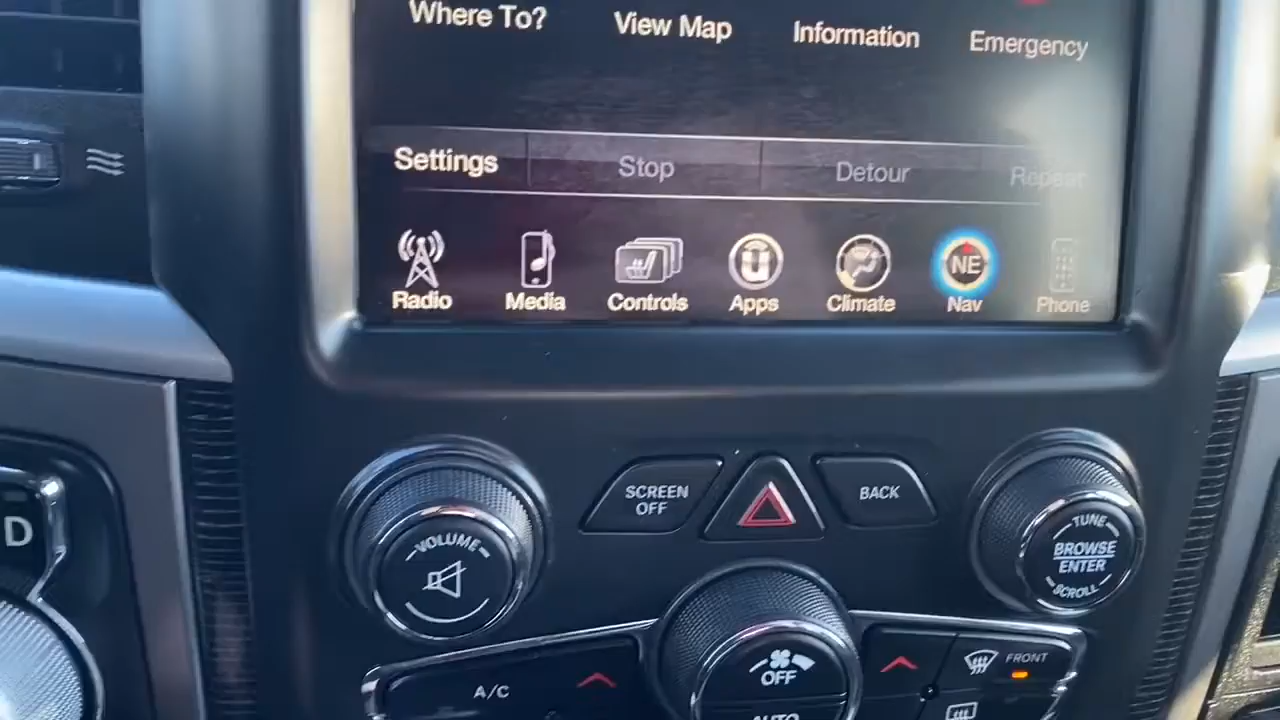 Where To? View Map Information Emergency
Settings Stop Detour Repeat
NE
Radio Media Controls Apps Climate Nav Phone
SCREEN
OFF
BACK
VOLUME
TUNE
BROWSE
ENTER
SCROLL
D
OFF
FRONT
A/C
AUTO